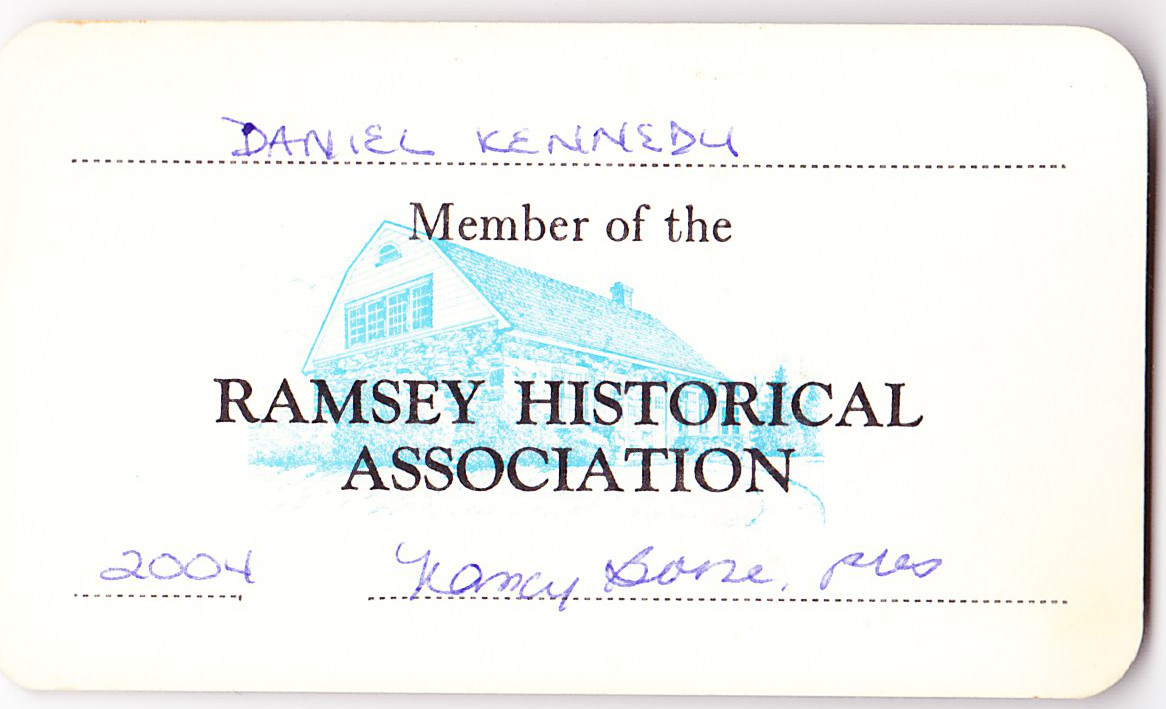 DANIEL KENNEDY
Member of the
RAMSEY HISTORICAL
ASSOCIATION
2004 Nancy , pres